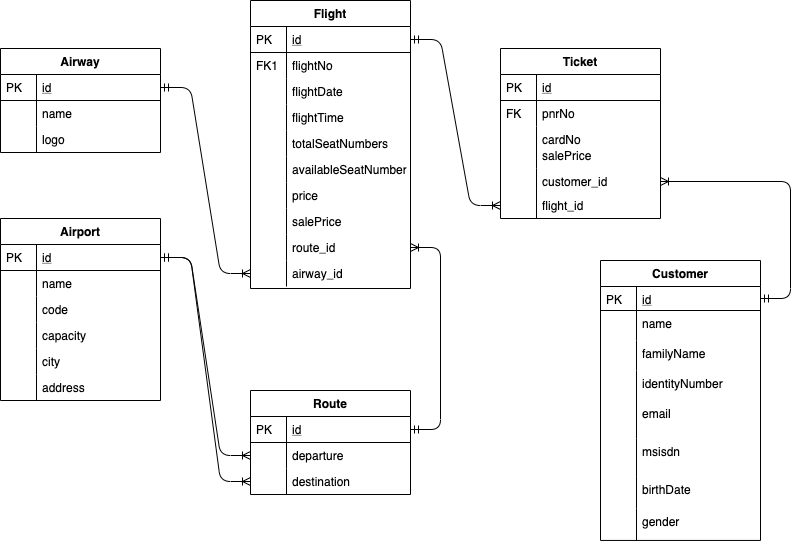 Flight
PK id
FK1 flightNo
flightDate
flightTime
totalSeatNumbers
availableSeatNumber
price
salePrice
route_id
airway_id
Airway
PK id
name
logo
Ticket
PK id
FK pnrNo
cardNo
salePrice
customer_id
flight_id
Airport
PK id
name
code
capacity
city
address
Customer
PK id
name
familyName
identityNumber
email
msisdn
birthDate
gender
Route
PK id
departure
destination